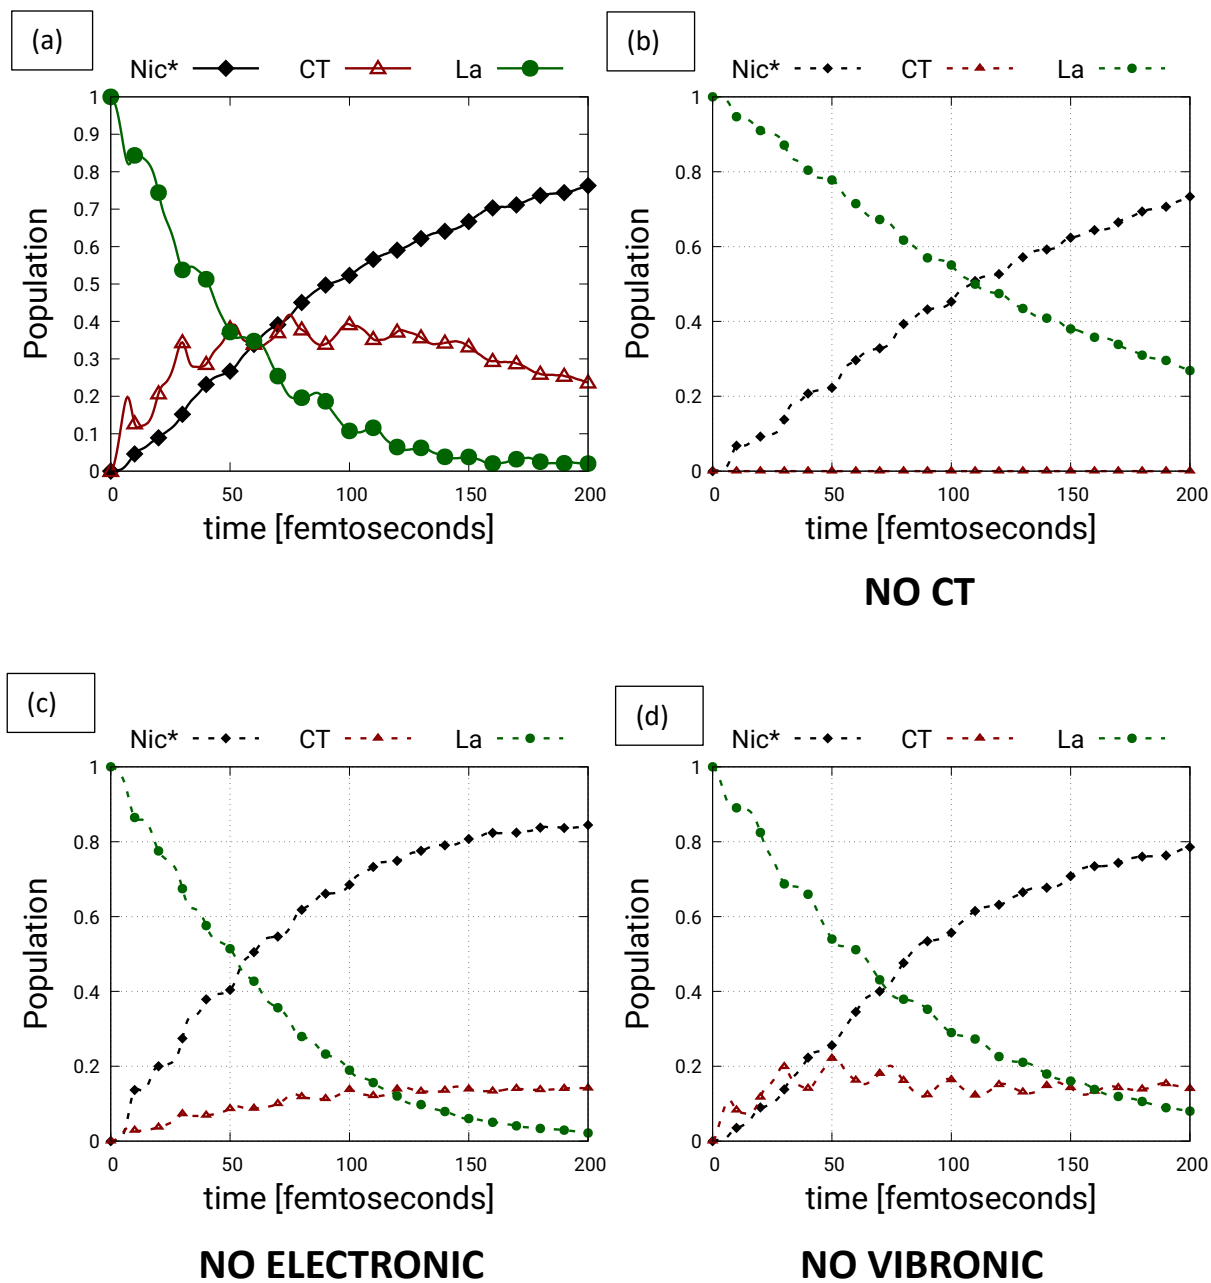 (a)
Nic* CT La
1
0.9
0.8
0.7
0.6
0.5
0.4
0.3
0.2
0.1
0
Population
0 50 100 150 200
time [femtoseconds]
(b)
Nic* CT La
1
0.8
0.6
0.4
0.2
0
Population
0 50 100 150 200
time [femtoseconds]
NO CT
(c)
Nic* CT La
1
0.8
0.6
0.4
0.2
0
Population
0 50 100 150 200
time [femtoseconds]
NO ELECTRONIC
(d)
Nic* CT La
1
0.8
0.6
0.4
0.2
0
Population
0 50 100 150 200
time [femtoseconds]
NO VIBRONIC